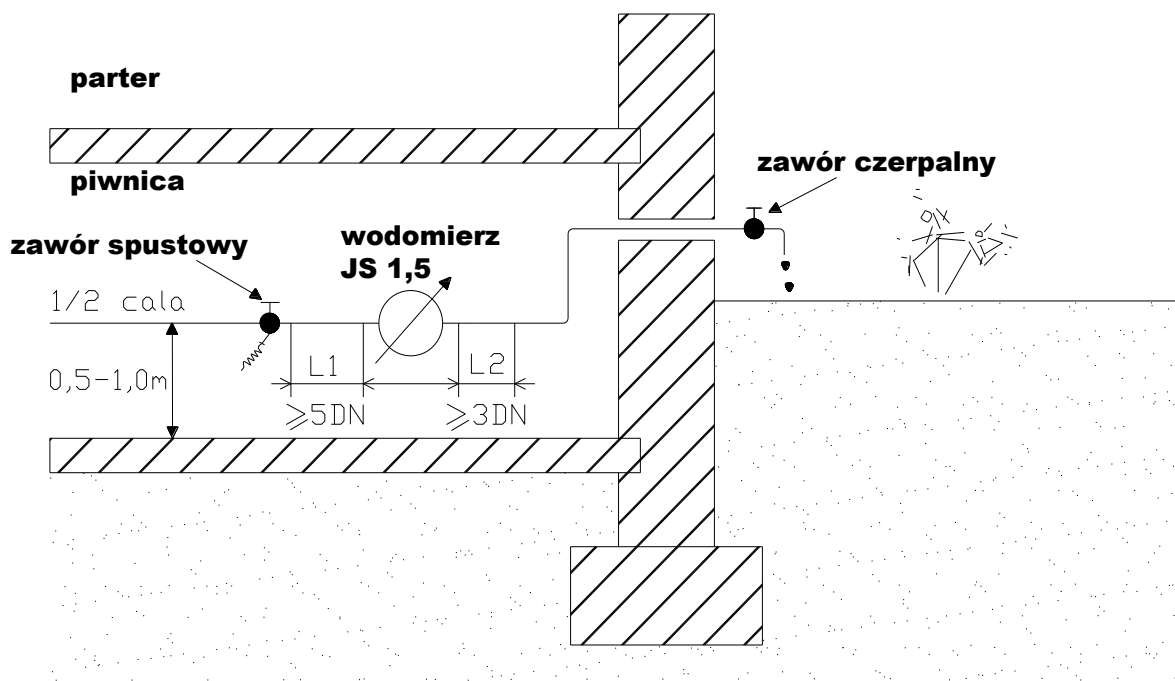 parter
piwnica
zawór czerpalny
zawór spustowy
wodomierz
JS 1,5
1/2 cala
0,5-1,0m
L1
L2
≥5DN
≥3DN